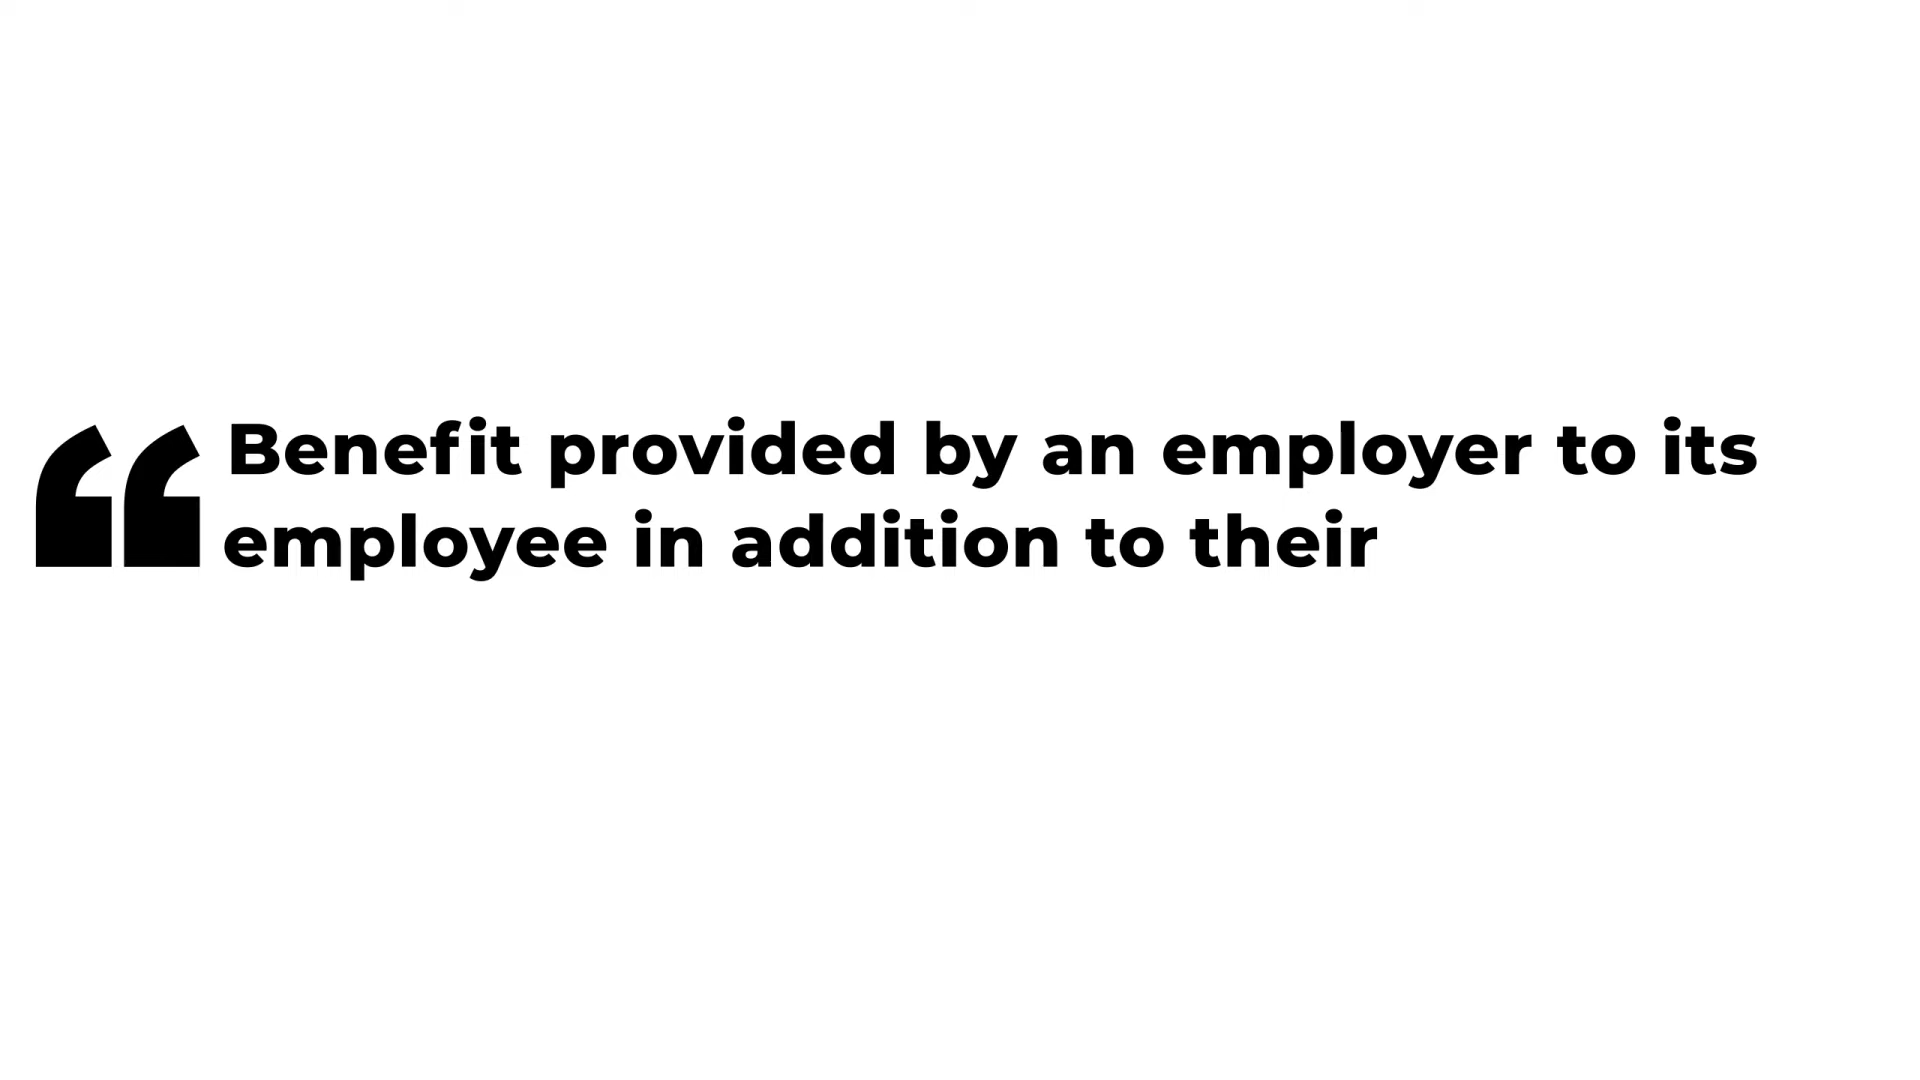 “Benefit provided by an employer to its
employee in addition to their